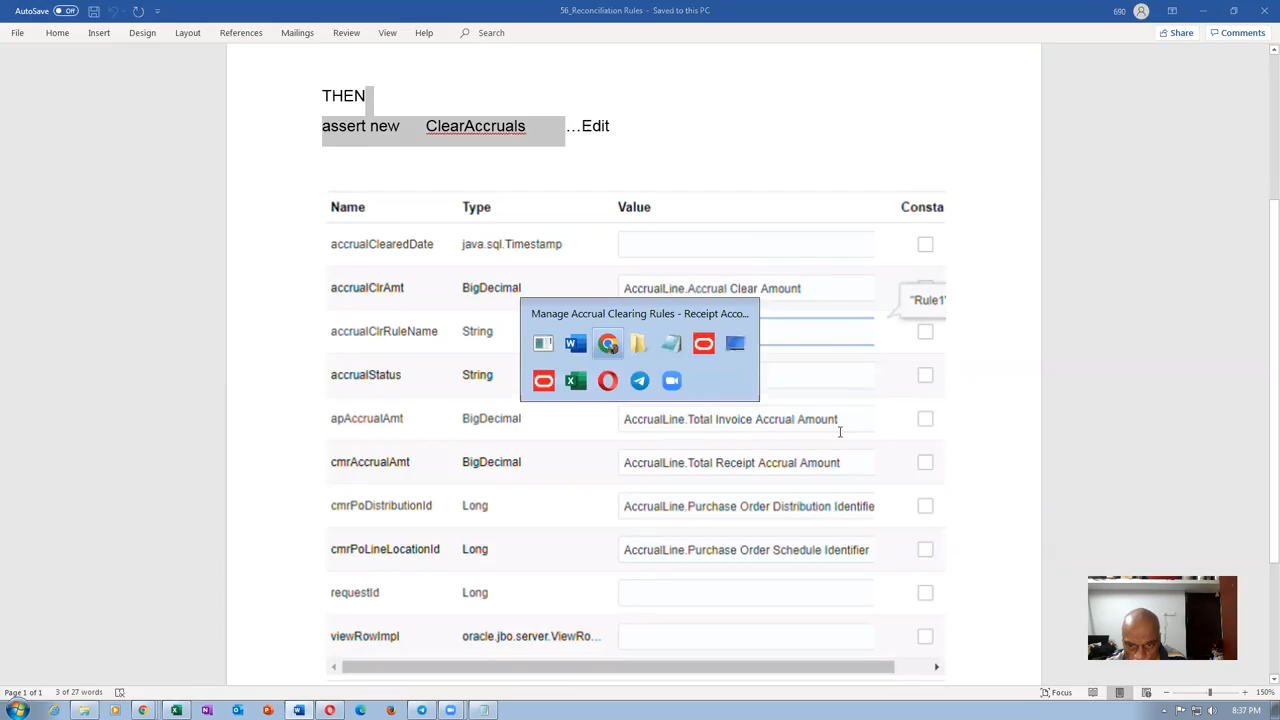 AutoSave Off 56_Reconciliation Rules - Saved to this PC 690
File Home Insert Design Layout References Mailings Review View Help Search Share Comments
THEN
assert new ClearAccruals …Edit
Name Type Value Consta
accrualClearedDate java.sql.Timestamp
accrualClrAmt BigDecimal AccrualLine.Accrual Clear Amount
"Rule1"
Manage Accrual Clearing Rules - Receipt Acco...
accrualClrRuleName String
accrualStatus String
apAccrualAmt BigDecimal AccrualLine.Total Invoice Accrual Amount
cmrAccrualAmt BigDecimal AccrualLine.Total Receipt Accrual Amount
cmrPoDistributionId Long AccrualLine.Purchase Order Distribution Identifie
cmrPoLineLocationId Long AccrualLine.Purchase Order Schedule Identifier
requestId Long
viewRowImpl oracle.jbo.server.ViewRo...
Page 1 of 1 3 of 27 words Focus 150%
8:37 PM